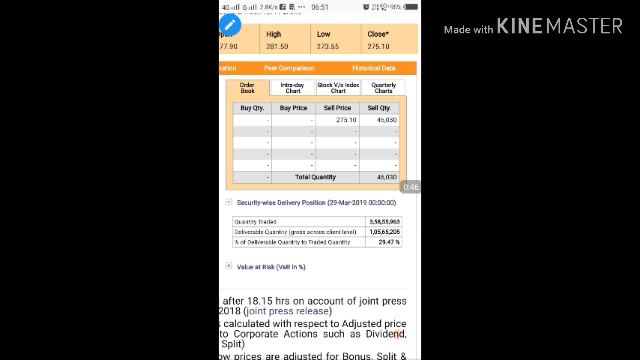 Made with KINEMASTER
06:51
High Low Close*
77.90 281.50 273.55 275.10
Peer Comparison Historical Data
Order Book Intra-day Chart Stock V/s Index Chart Quarterly Charts
Buy Qty. Buy Price Sell Price Sell Qty.
- - 275.10 46,030
- - - -
- - - -
- - - -
- - - -
- Total Quantity 46,030
0:46
Security-wise Delivery Position (29-Mar-2019 00:00:00)
Quantity Traded 3,58,55,963
Deliverable Quantity (gross across client level) 1,05,65,205
% of Deliverable Quantity to Traded Quantity 29.47 %
Value at Risk (VaR in %)
after 18.15 hrs on account of joint press
2018 (joint press release)
calculated with respect to Adjusted price
to Corporate Actions such as Dividend,
Split)
ow prices are adjusted for Bonus, Split &